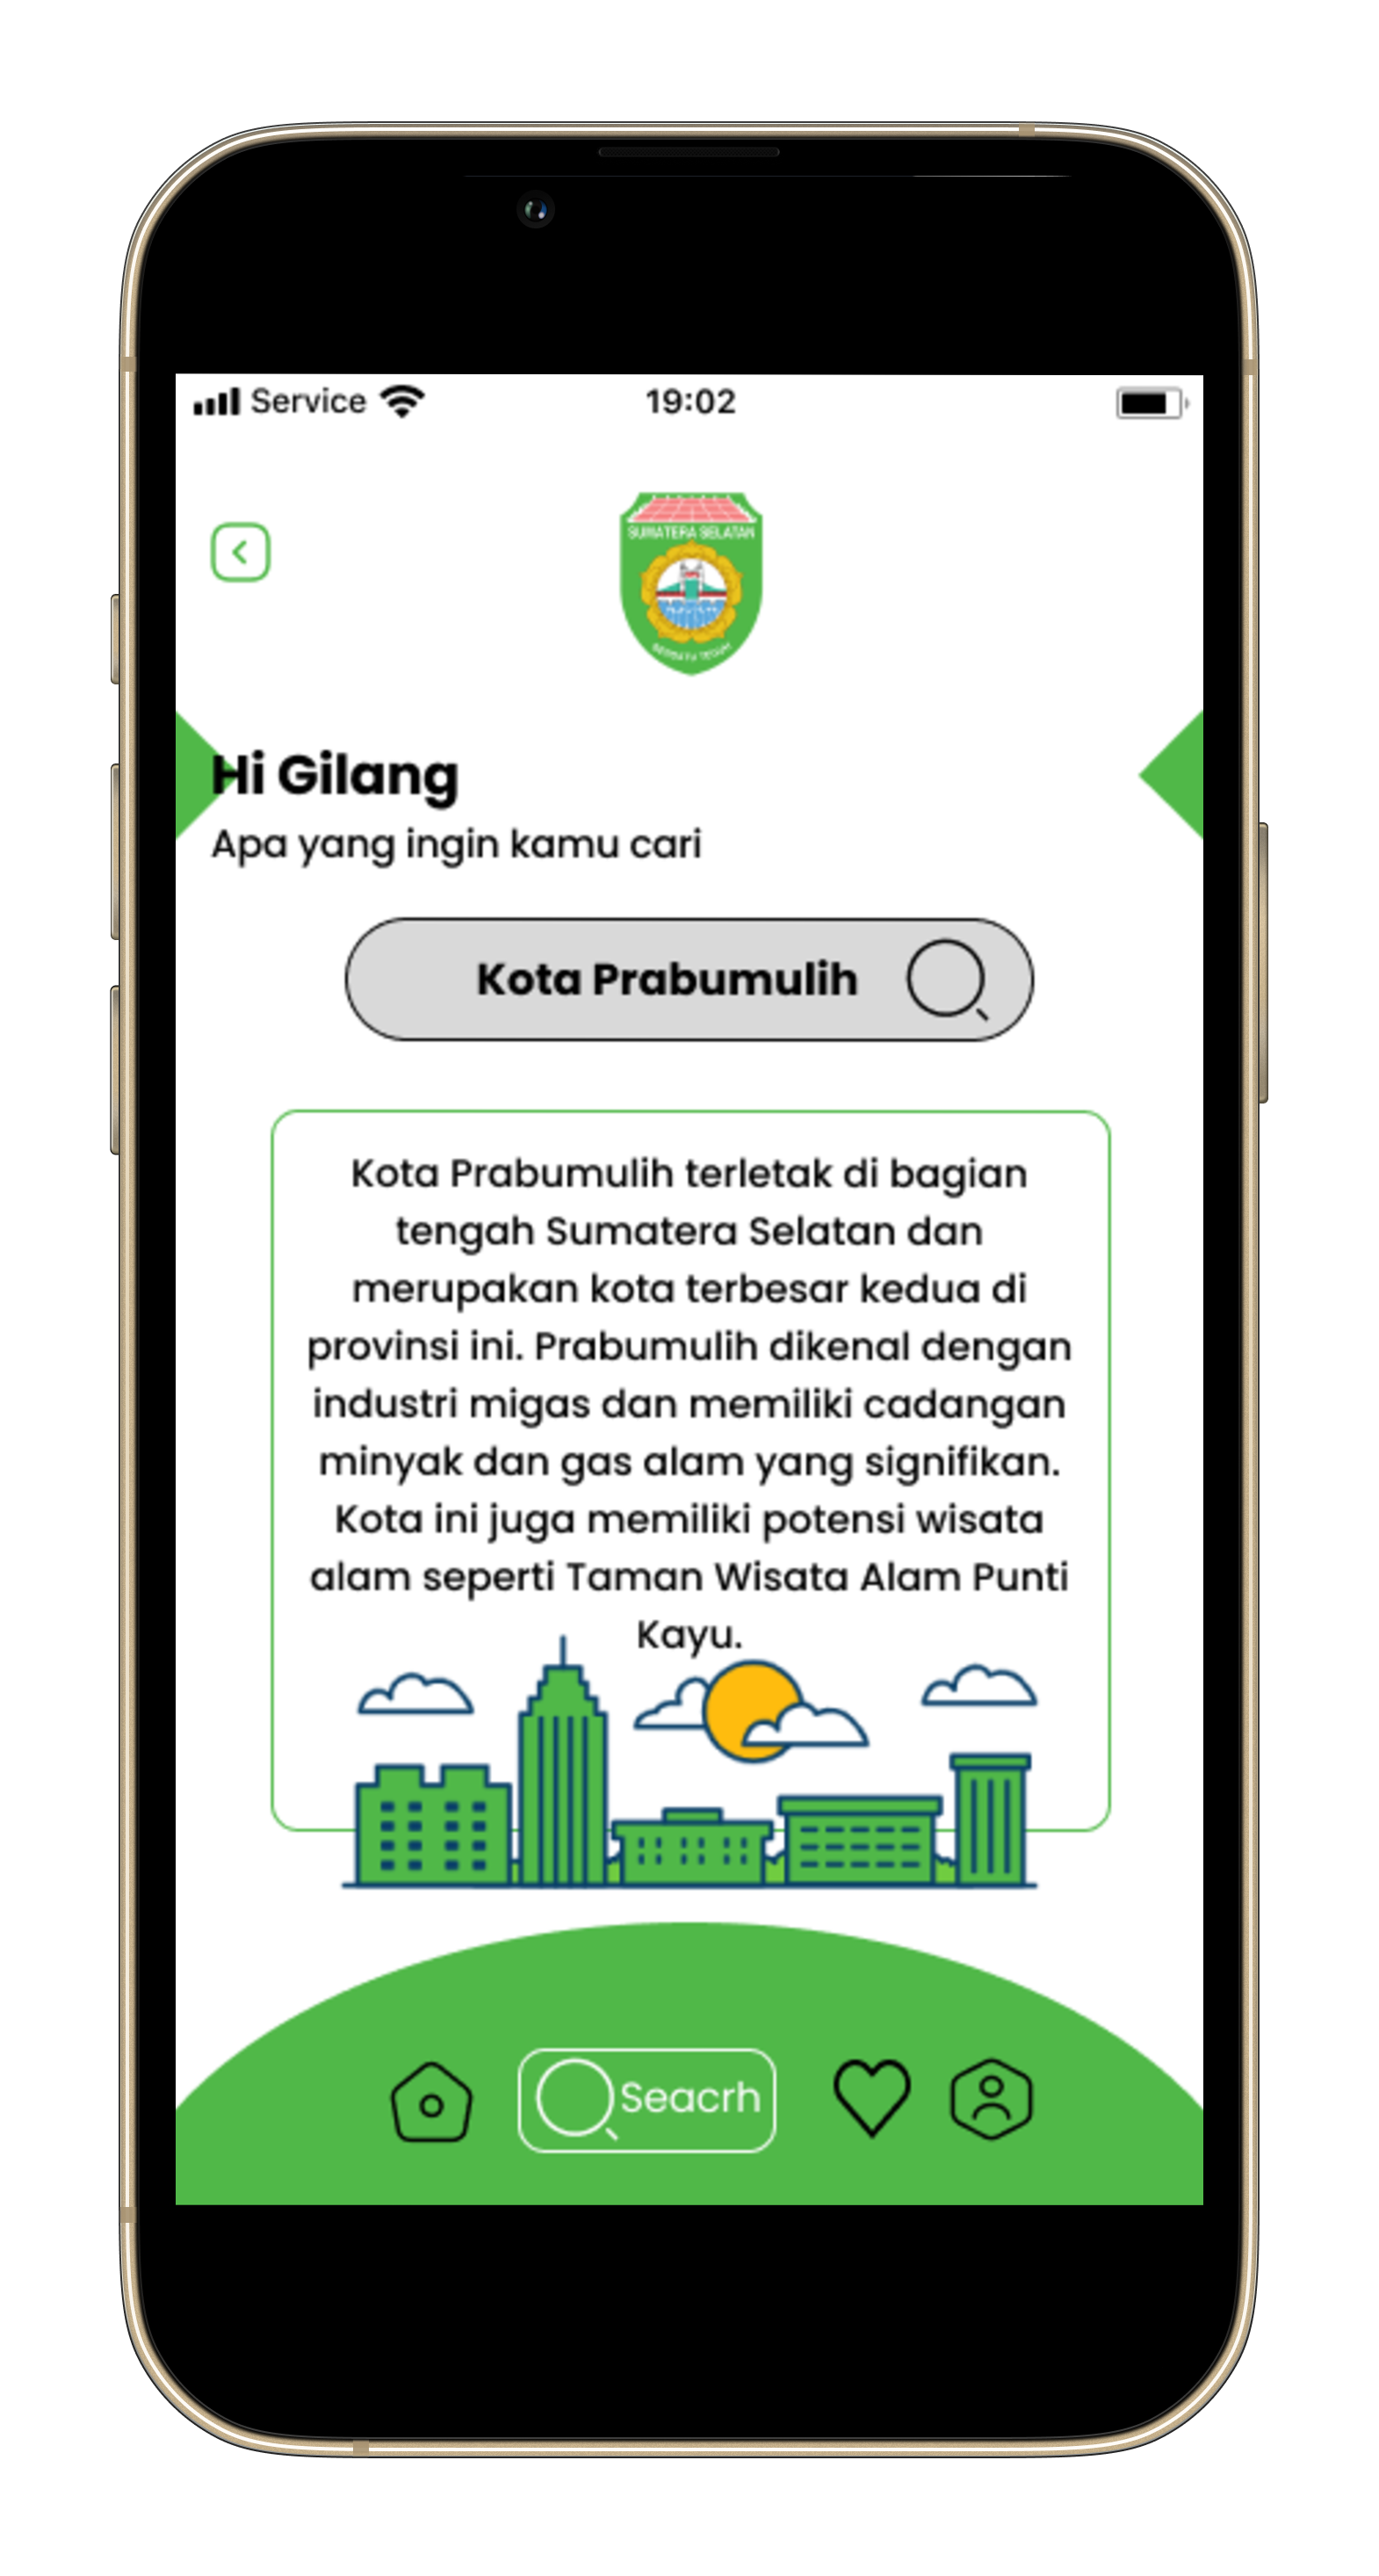 Service 19:02
SUMATERA SELATAN
Hi Gilang
Apa yang ingin kamu cari
Kota Prabumulih
Kota Prabumulih terletak di bagian
tengah Sumatera Selatan dan
merupakan kota terbesar kedua di
provinsi ini. Prabumulih dikenal dengan
industri migas dan memiliki cadangan
minyak dan gas alam yang signifikan.
Kota ini juga memiliki potensi wisata
alam seperti Taman Wisata Alam Punti
Kayu.
Seacrh